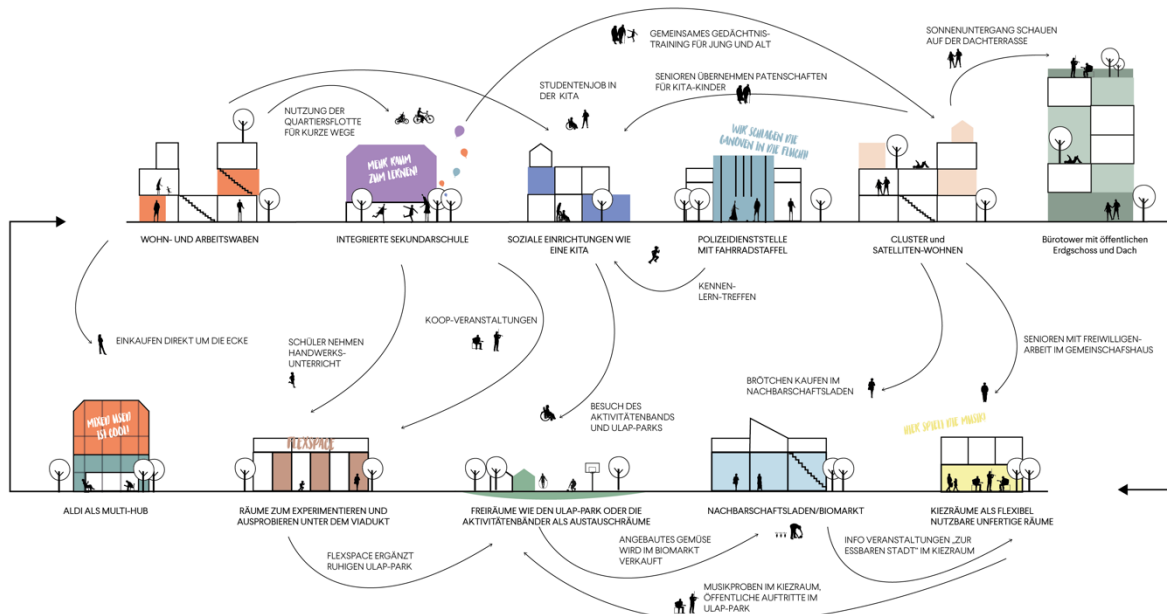 GEMEINSAMES GEDÄCHTNIS-
TRAINING FÜR JUNG UND ALT
SONNENUNTERGANG SCHAUEN
AUF DER DACHTERRASSE
STUDENTENJOB IN
DER KITA
SENIOREN ÜBERNEHMEN PATENSCHAFTEN
FÜR KITA-KINDER
NUTZUNG DER
QUARTIERSFLOTTE
FÜR KURZE WEGE
MEHR RAUM
ZUM LERNEN!
WIR SCHLAGEN DIE
GANOVEN IN DIE FLUCHT!
WOHN- UND ARBEITSWABEN
INTEGRIERTE SEKUNDARSCHULE
SOZIALE EINRICHTUNGEN WIE
EINE KITA
POLIZEIDIENSTSTELLE
MIT FAHRRADSTAFFEL
CLUSTER und
SATELLITEN-WOHNEN
Bürotower mit öffentlichen
Erdgschoss und Dach
KENNEN-
LERN-TREFFEN
EINKAUFEN DIREKT UM DIE ECKE
SCHÜLER NEHMEN
HANDWERKS-
UNTERRICHT
KOOP-VERANSTALTUNGEN
BESUCH DES
AKTIVITÄTENBANDS
UND ULAP-PARKS
BRÖTCHEN KAUFEN IM
NACHBARSCHAFTSLADEN
SENIOREN MIT FREIWILLIGEN-
ARBEIT IM GEMEINSCHAFSHAUS
IST COOL!
FLEXSPACE
HIER SPIELT DIE MUSIK!
ALDI ALS MULTI-HUB
RÄUME ZUM EXPERIMENTIEREN UND
AUSPROBIEREN UNTER DEM VIADUKT
FREIRÄUME WIE DEN ULAP-PARK ODER DIE
AKTIVITÄTENBÄNDER ALS AUSTAUSCHRÄUME
NACHBARSCHAFTSLADEN/BIOMARKT
KIEZRÄUME ALS FLEXIBEL
NUTZBARE UNFERTIGE RÄUME
FLEXSPACE ERGÄNZT
RUHIGEN ULAP-PARK
ANGEBAUTES GEMÜSE
WIRD IM BIOMARKT
VERKAUFT
INFO VERANSTALTUNGEN „ZUR
ESSBAREN STADT“ IM KIEZRAUM
MUSIKPROBEN IM KIEZRAUM,
ÖFFENTLICHE AUFTRITTE IM
ULAP-PARK